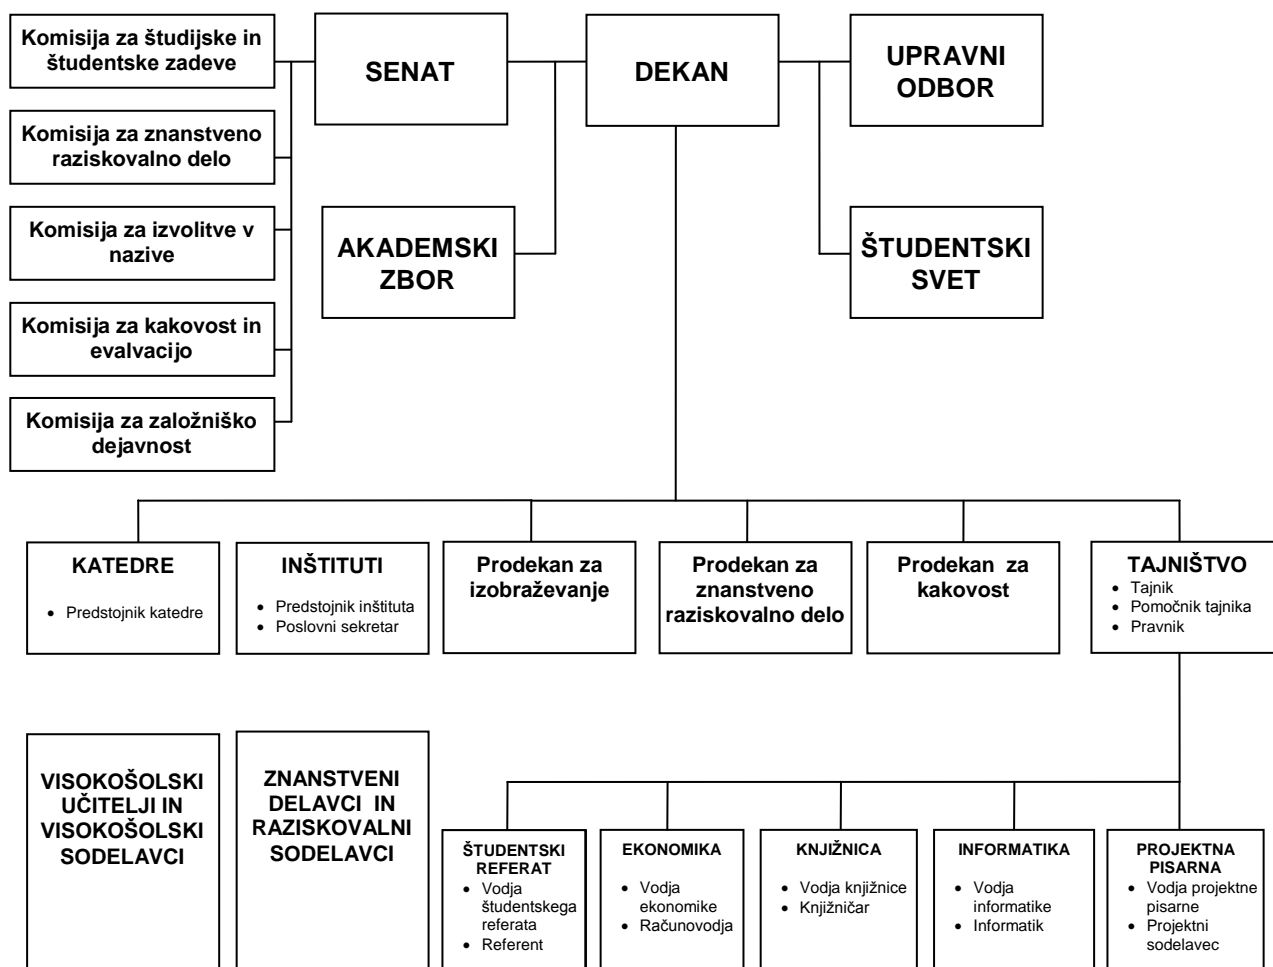 Komisija za študijske in
študentske zadeve
SENAT
DEKAN
UPRAVNI
ODBOR
Komisija za znanstveno
raziskovalno delo
Komisija za izvolitve v
nazive
AKADEMSKI
ZBOR
ŠTUDENTSKI
SVET
Komisija za kakovost in
evalvacijo
Komisija za založniško
dejavnost
KATEDRE
• Predstojnik katedre
INŠTITUTI
• Predstojnik inštituta
• Poslovni sekretar
Prodekan za
izobraževanje
Prodekan za
znanstveno
raziskovalno delo
Prodekan za
kakovost
TAJNIŠTVO
• Tajnik
• Pomočnik tajnika
• Pravnik
VISOKOŠOLSKI
UČITELJI IN
VISOKOŠOLSKI
SODELAVCI
ZNANSTVENI
DELAVCI IN
RAZISKOVALNI
SODELAVCI
ŠTUDENTSKI
REFERAT
• Vodja
študentskega
referata
• Referent
EKONOMIKA
• Vodja
ekonomike
• Računovodja
KNJIŽNICA
• Vodja knjižnice
• Knjižničar
INFORMATIKA
• Vodja
informatike
• Informatik
PROJEKTNA
PISARNA
• Vodja projektne
pisarne
• Projektni
sodelavec